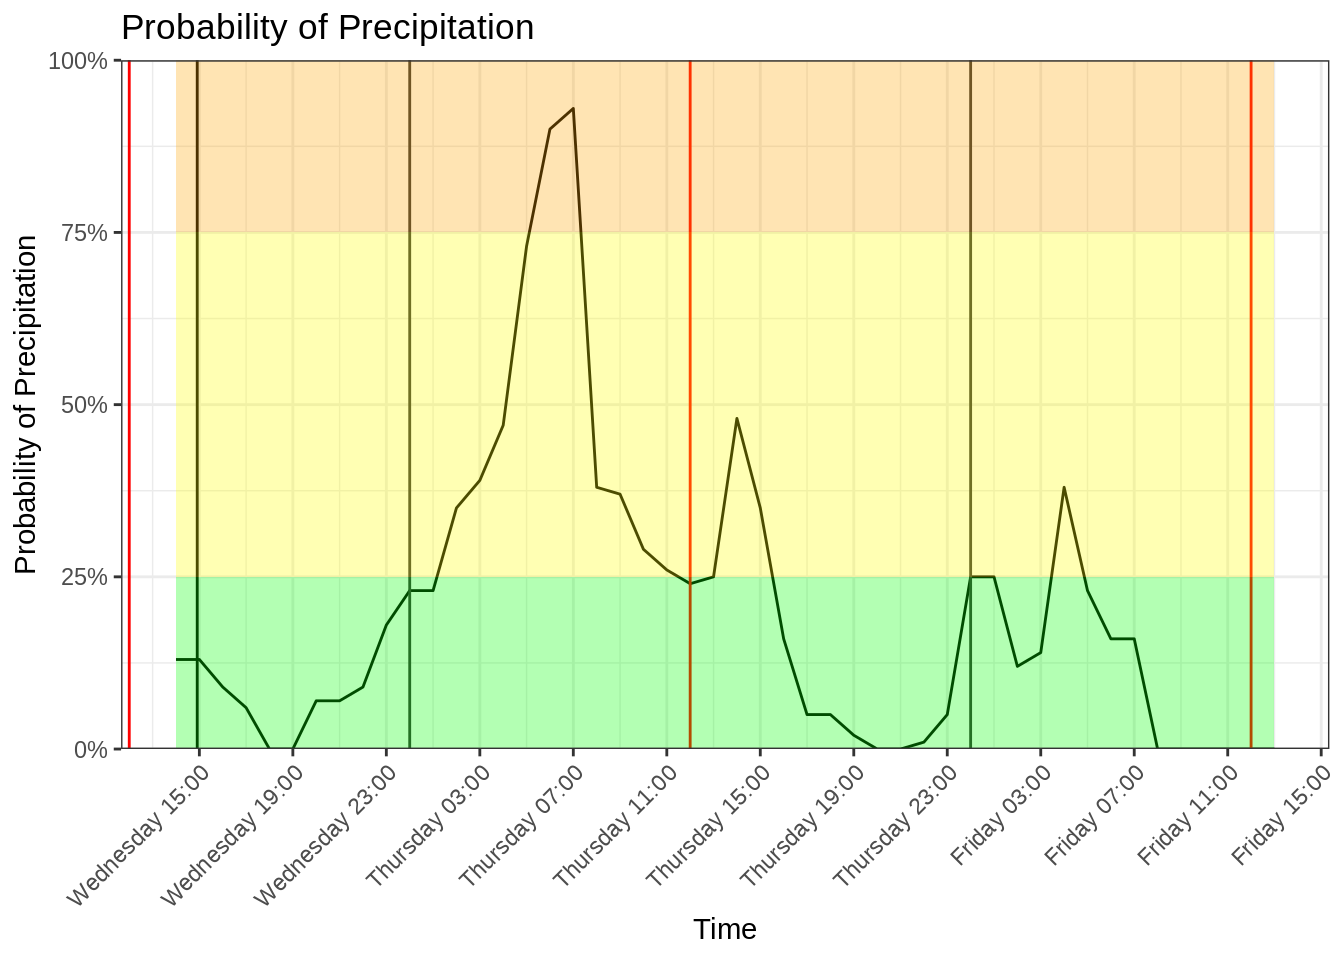 Probability of Precipitation
Probability of Precipitation
100%
75%
50%
25%
0%
Wednesday 15:00
Wednesday 19:00
Wednesday 23:00
Thursday 03:00
Thursday 07:00
Thursday 11:00
Thursday 15:00
Thursday 19:00
Thursday 23:00
Friday 03:00
Friday 07:00
Friday 11:00
Friday 15:00
Time